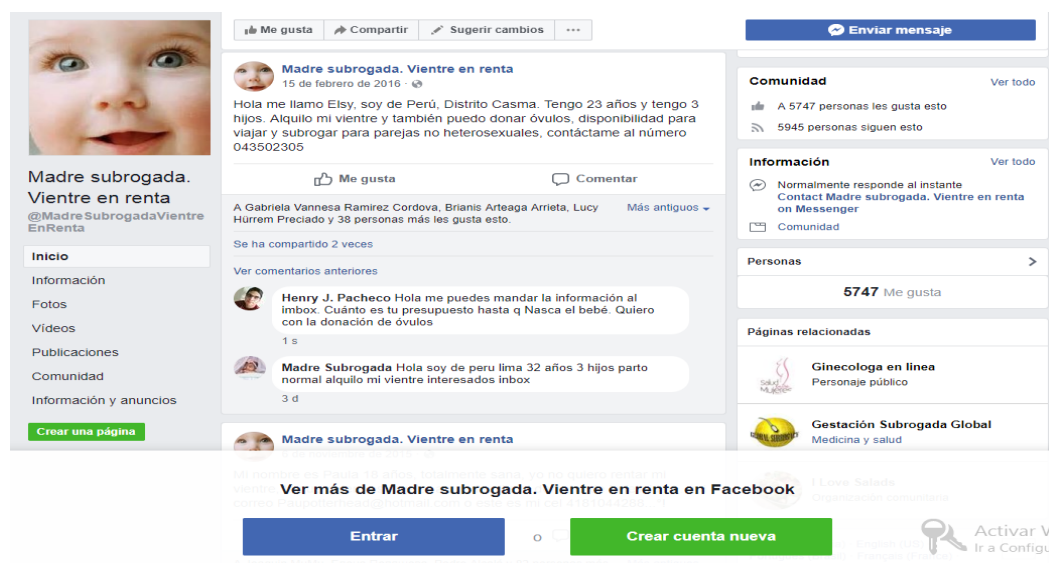 Me gusta
Compartir
Sugerir cambios
Enviar mensaje
Madre subrogada.
Vientre en renta
@MadreSubrogadaVientre
EnRenta
Inicio
Información
Fotos
Vídeos
Publicaciones
Comunidad
Información y anuncios
Crear una página
Madre subrogada. Vientre en renta
15 de febrero de 2016 ·
Hola me llamo Elsy, soy de Perú, Distrito Casma. Tengo 23 años y tengo 3
hijos. Alquilo mi vientre y también puedo donar óvulos, disponibilidad para
viajar y subrogar para parejas no heterosexuales, contáctame al número
043502305
Me gusta
Comentar
A Gabriela Vannesa Ramirez Cordova, Brianis Arteaga Arrieta, Lucy
Hürrem Preciado y 38 personas más les gusta esto.
Más antiguos
Se ha compartido 2 veces
Ver comentarios anteriores
Henry J. Pacheco Hola me puedes mandar la información al
imbox. Cuánto es tu presupuesto hasta q Nasca el bebé. Quiero
con la donación de óvulos
1 s
Madre Subrogada Hola soy de peru lima 32 años 3 hijos parto
normal alquilo mi vientre interesados inbox
3 d
Madre subrogada. Vientre en renta
Comunidad
Ver todo
A 5747 personas les gusta esto
5945 personas siguen esto
Información
Ver todo
Normalmente responde al instante
Contact Madre subrogada. Vientre en renta
on Messenger
Comunidad
Personas
5747 Me gusta
Páginas relacionadas
Salud
Mujeres
Ginecologa en linea
Personaje público
Gestación Subrogada Global
Medicina y salud
I Love Salads
Organización comunitaria
Ver más de Madre subrogada. Vientre en renta en Facebook
Entrar
o
Crear cuenta nueva
Activar V
Ir a Configu